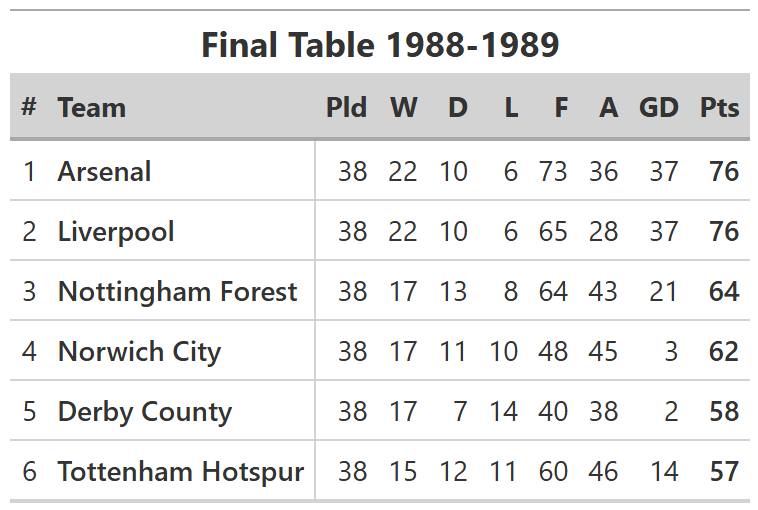 Final Table 1988-1989
# Team Pld W D L F A GD Pts
1 Arsenal 38 22 10 6 73 36 37 76
2 Liverpool 38 22 10 6 65 28 37 76
3 Nottingham Forest 38 17 13 8 64 43 21 64
4 Norwich City 38 17 11 10 48 45 3 62
5 Derby County 38 17 7 14 40 38 2 58
6 Tottenham Hotspur 38 15 12 11 60 46 14 57